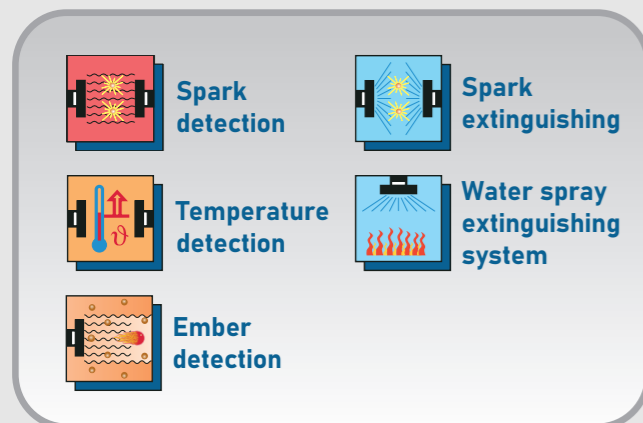 Spark
detection
Spark
extinguishing
Temperature
detection
ϑ
Water spray
extinguishing
system
Ember
detection